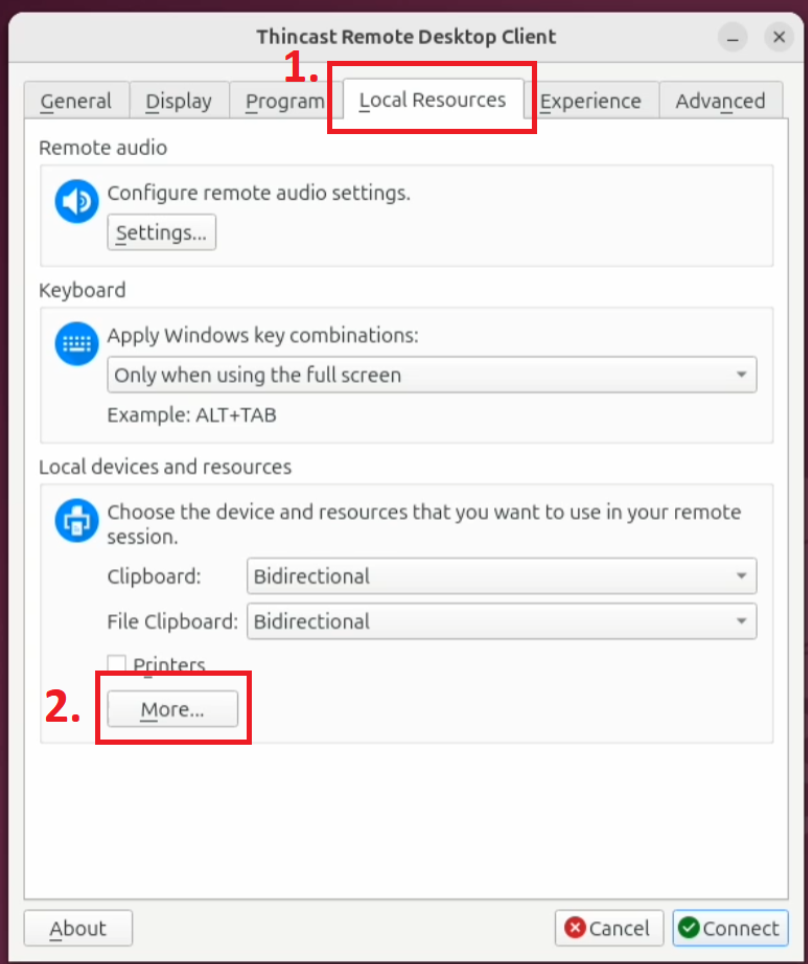 Thincast Remote Desktop Client
1.
General Display Program Local Resources Experience Advanced
Remote audio
Configure remote audio settings.
Settings...
Keyboard
Apply Windows key combinations:
Only when using the full screen
Example: ALT+TAB
Local devices and resources
Choose the device and resources that you want to use in your remote
session.
Clipboard: Bidirectional
File Clipboard: Bidirectional
Printers
2. More...
About Cancel Connect